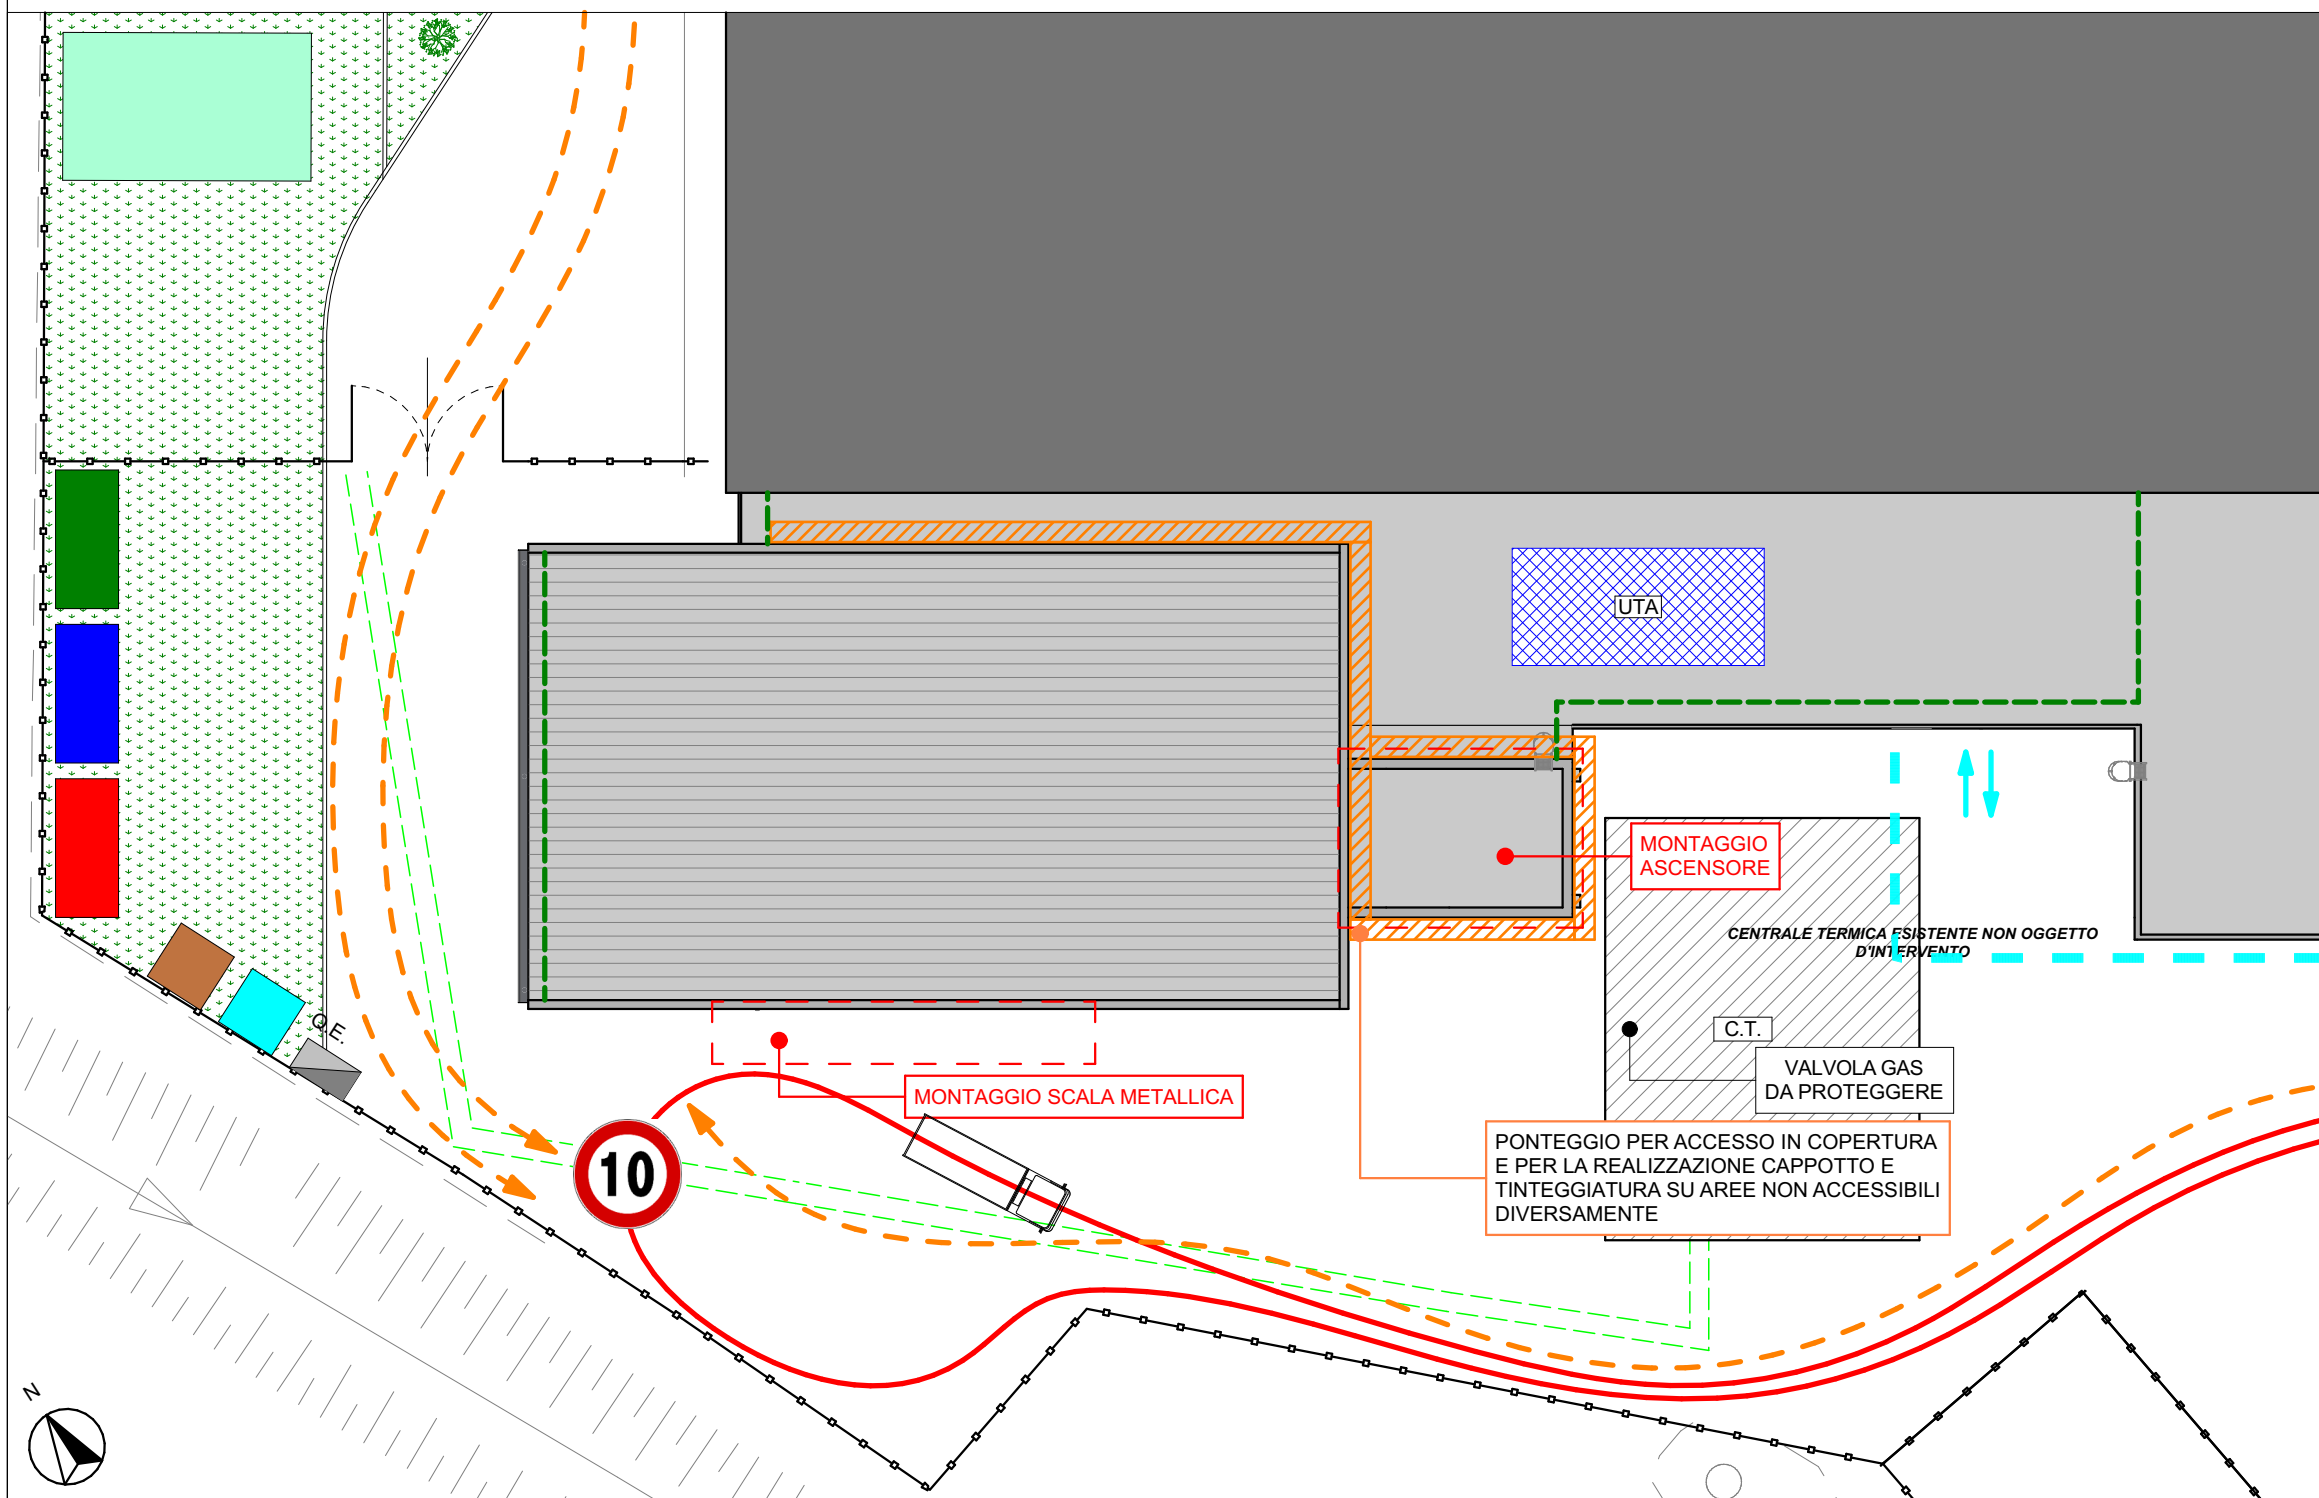 UTA
MONTAGGIO
ASCENSORE
CENTRALE TERMICA ESISTENTE NON OGGETTO
D'INTERVENTO
Q.E.
C.T.
VALVOLA GAS
DA PROTEGGERE
MONTAGGIO SCALA METALLICA
10
PONTEGGIO PER ACCESSO IN COPERTURA
E PER LA REALIZZAZIONE CAPPOTTO E
TINTEGGIATURA SU AREE NON ACCESSIBILI
DIVERSAMENTE
N